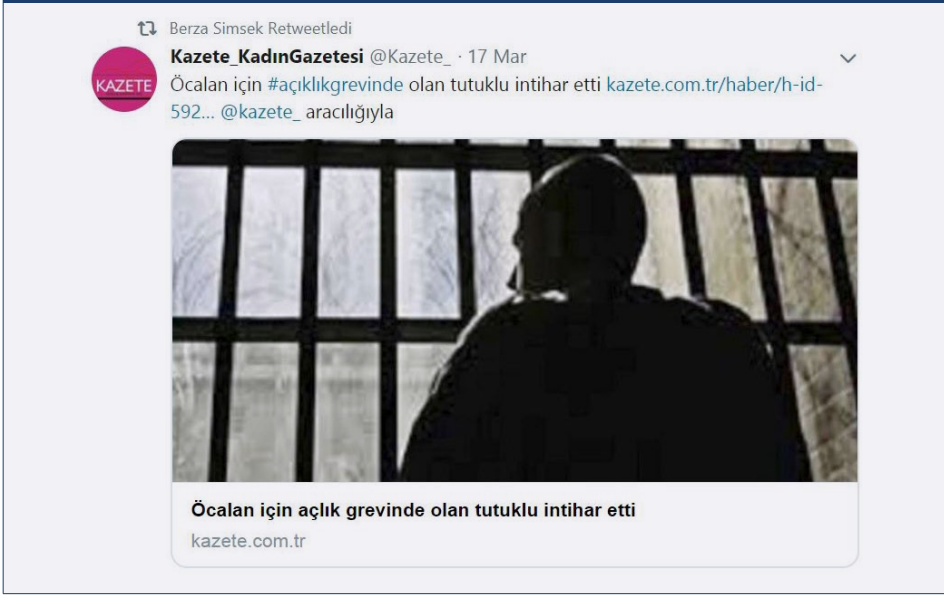 Berza Simsek Retweetledi
Kazete_KadınGazetesi @Kazete_ · 17 Mar
KAZETE
Öcalan için #açıklıkgrevinde olan tutuklu intihar etti kazete.com.tr/haber/h-id-
592... @kazete_ aracılığıyla
Öcalan için açlık grevinde olan tutuklu intihar etti
kazete.com.tr